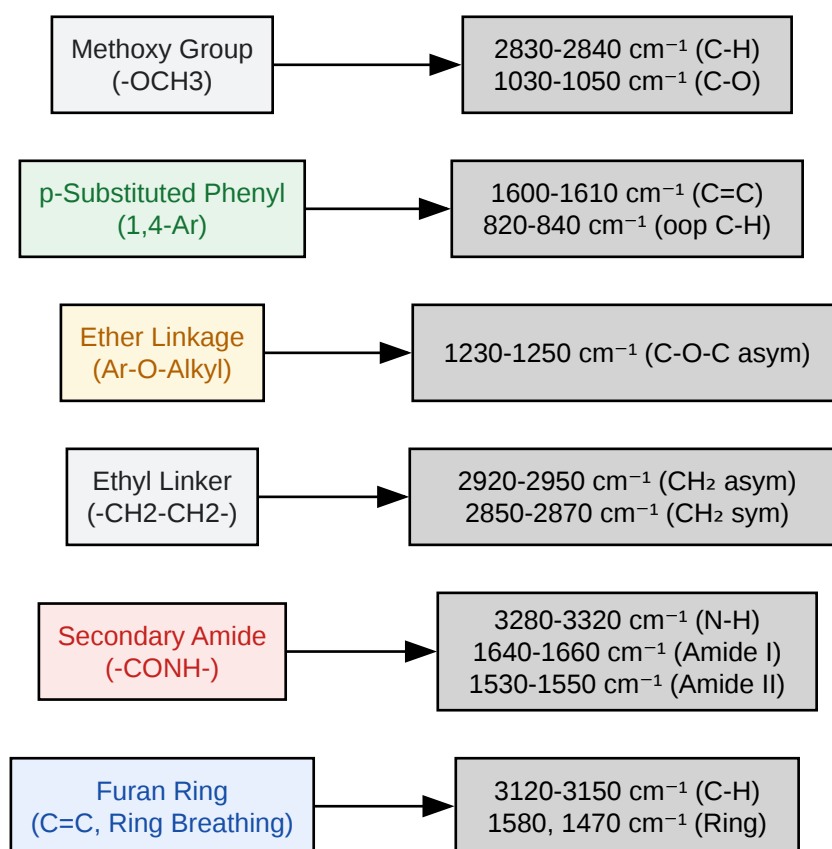 Methoxy Group
(-OCH3)
2830-2840 cm⁻¹ (C-H)
1030-1050 cm⁻¹ (C-O)
p-Substituted Phenyl
(1,4-Ar)
1600-1610 cm⁻¹ (C=C)
820-840 cm⁻¹ (oop C-H)
Ether Linkage
(Ar-O-Alkyl)
1230-1250 cm⁻¹ (C-O-C asym)
Ethyl Linker
(-CH2-CH2-)
2920-2950 cm⁻¹ (CH₂ asym)
2850-2870 cm⁻¹ (CH₂ sym)
Secondary Amide
(-CONH-)
3280-3320 cm⁻¹ (N-H)
1640-1660 cm⁻¹ (Amide I)
1530-1550 cm⁻¹ (Amide II)
Furan Ring
(C=C, Ring Breathing)
3120-3150 cm⁻¹ (C-H)
1580, 1470 cm⁻¹ (Ring)